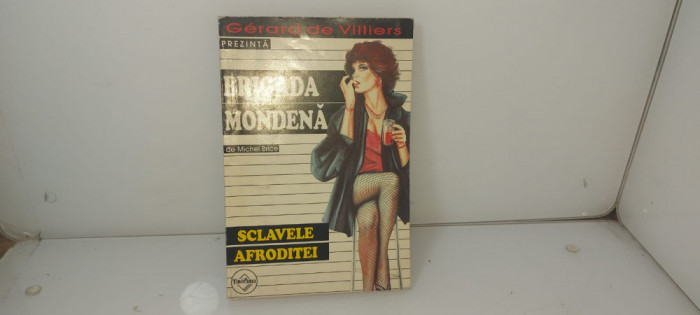 Gérard de Villiers
PREZINTĂ
BRIGADA
MONDENĂ
de Michel Brice
SCLAVELE
AFRODITEI